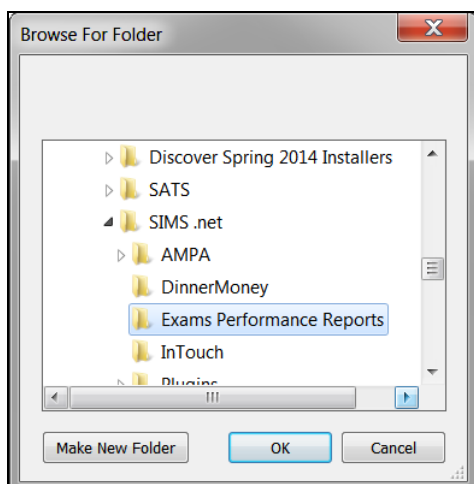 Browse For Folder
Discover Spring 2014 Installers
SATS
SIMS .net
AMPA
DinnerMoney
Exams Performance Reports
InTouch
Plugins
Make New Folder OK Cancel